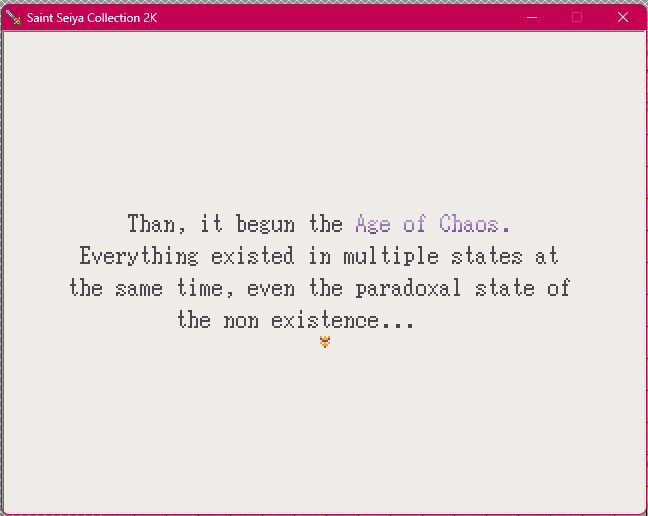 Saint Seiya Collection 2K
Than, it begun the Age of Chaos.
Everything existed in multiple states at
the same time, even the paradoxal state of
the non existence...